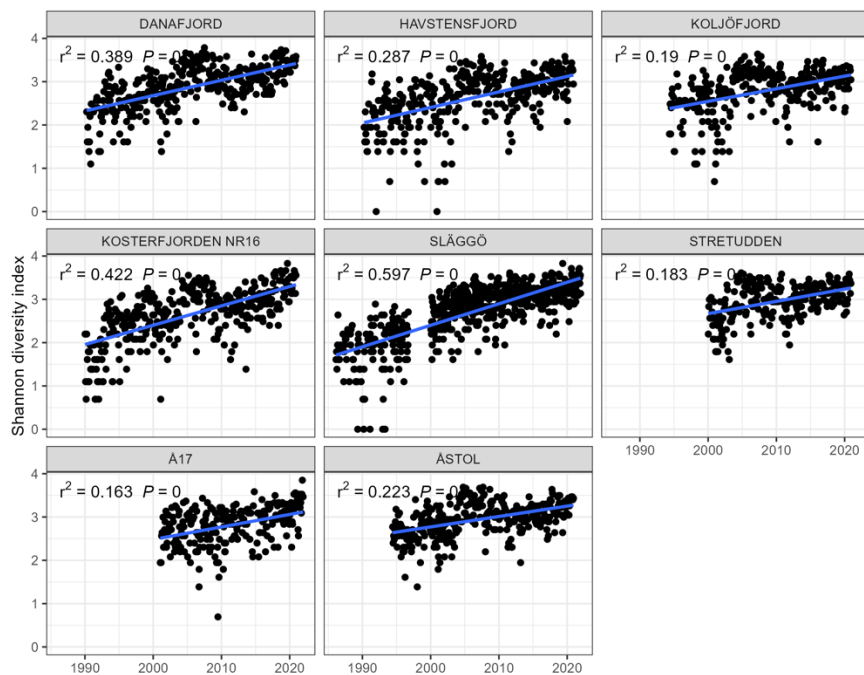 DANAFJORD HAVSTENSFJORD KOLJÖFJORD
r² = 0.389 P = 0 r² = 0.287 P = 0 r² = 0.19 P = 0
4
3
2
1
0
KOSTERFJORDEN NR16 SLÄGGÖ STRETUDDEN
r² = 0.422 P = 0 r² = 0.597 P = 0 r² = 0.183 P = 0
4
3
2
1
0
Shannon diversity index
1990 2000 2010 2020
Å17 ÅSTOL
r² = 0.163 P = 0 r² = 0.223 P = 0
4
3
2
1
0
1990 2000 2010 2020 1990 2000 2010 2020